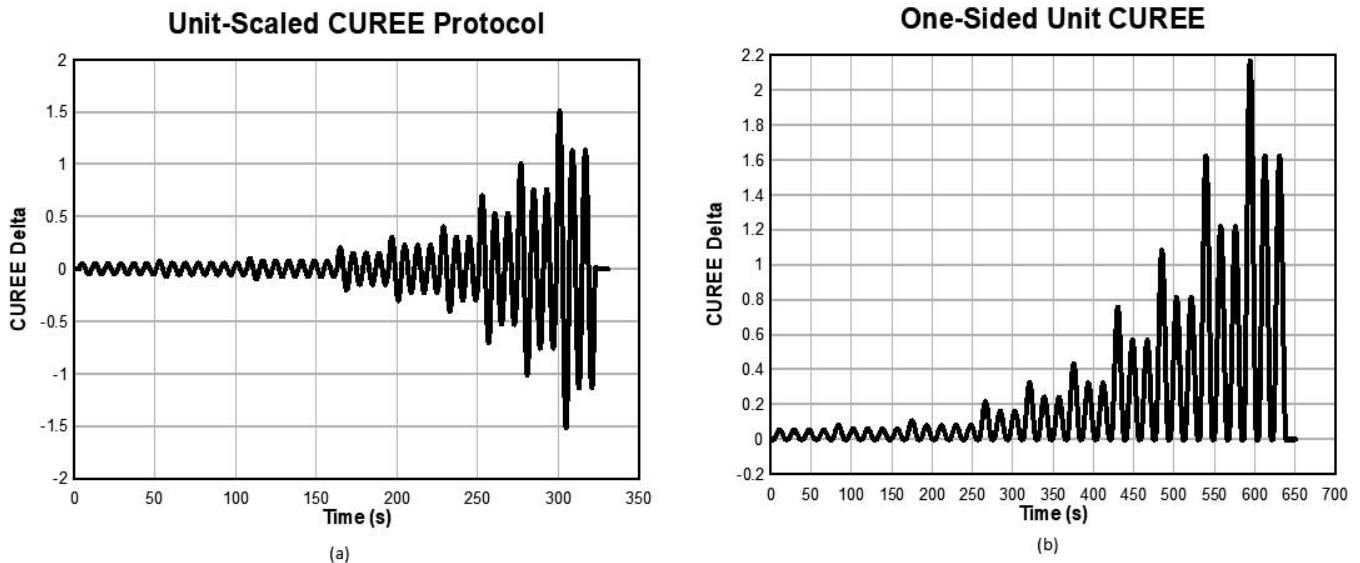 Unit-Scaled CUREE Protocol
2
1.5
1
0.5
0
-0.5
-1
-1.5
-2
CUREE Delta
0 50 100 150 200 250 300 350
Time (s)
(a)
One-Sided Unit CUREE
2.2
2
1.8
1.6
1.4
1.2
1
0.8
0.6
0.4
0.2
0
-0.2
CUREE Delta
0 50 100 150 200 250 300 350 400 450 500 550 600 650 700
Time (s)
(b)